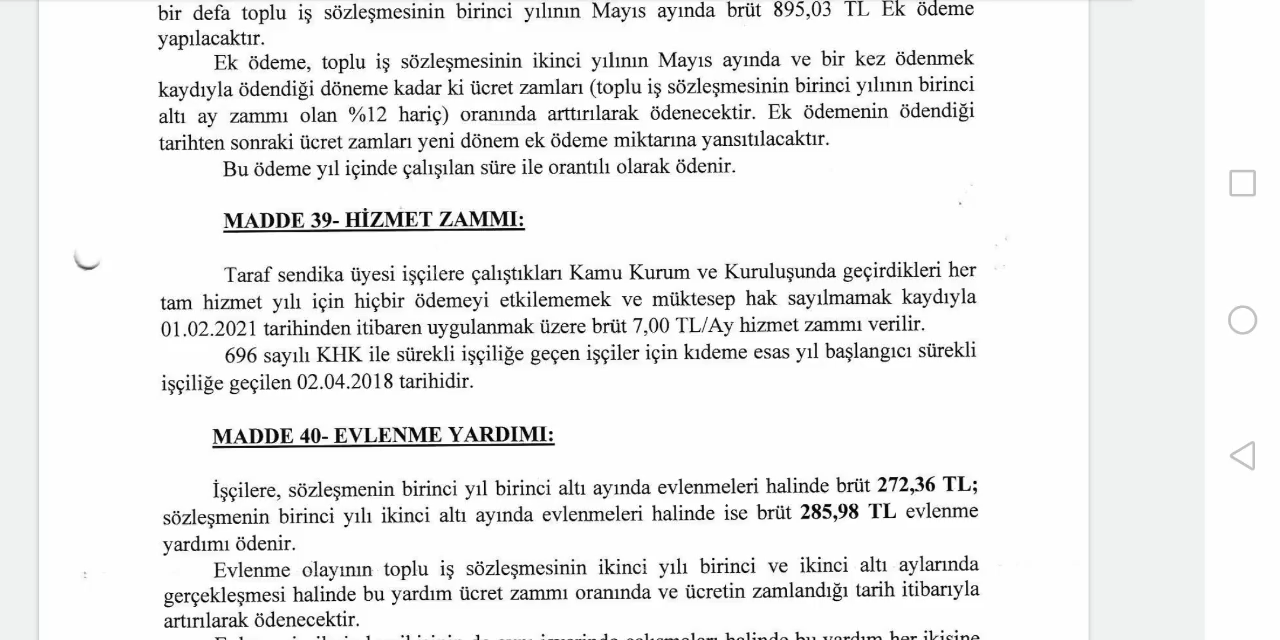 bir defa toplu iş sözleşmesinin birinci yılının Mayıs ayında brüt 895,03 TL Ek ödeme
yapılacaktır.
Ek ödeme, toplu iş sözleşmesinin ikinci yılının Mayıs ayında ve bir kez ödenmek
kaydıyla ödendiği döneme kadar ki ücret zamları (toplu iş sözleşmesinin birinci yılının birinci
altı ay zammı olan %12 hariç) oranında arttırılarak ödenecektir. Ek ödemenin ödendiği
tarihten sonraki ücret zamları yeni dönem ek ödeme miktarına yansıtılacaktır.
Bu ödeme yıl içinde çalışılan süre ile orantılı olarak ödenir.
MADDE 39- HİZMET ZAMMI:
Taraf sendika üyesi işçilere çalıştıkları Kamu Kurum ve Kuruluşunda geçirdikleri her
tam hizmet yılı için hiçbir ödemeyi etkilememek ve müktesep hak sayılmamak kaydıyla
01.02.2021 tarihinden itibaren uygulanmak üzere brüt 7,00 TL/Ay hizmet zammı verilir.
696 sayılı KHK ile sürekli işçiliğe geçen işçiler için kıdeme esas yıl başlangıcı sürekli
işçiliğe geçilen 02.04.2018 tarihidir.
MADDE 40- EVLENME YARDIMI:
İşçilere, sözleşmenin birinci yıl birinci altı ayında evlenmeleri halinde brüt 272,36 TL;
sözleşmenin birinci yılı ikinci altı ayında evlenmeleri halinde ise brüt 285,98 TL evlenme
yardımı ödenir.
Evlenme olayının toplu iş sözleşmesinin ikinci yılı birinci ve ikinci altı aylarında
gerçekleşmesi halinde bu yardım ücret zammı oranında ve ücretin zamlandığı tarih itibarıyla
artırılarak ödenecektir.
halinde bu yardım her ikisine